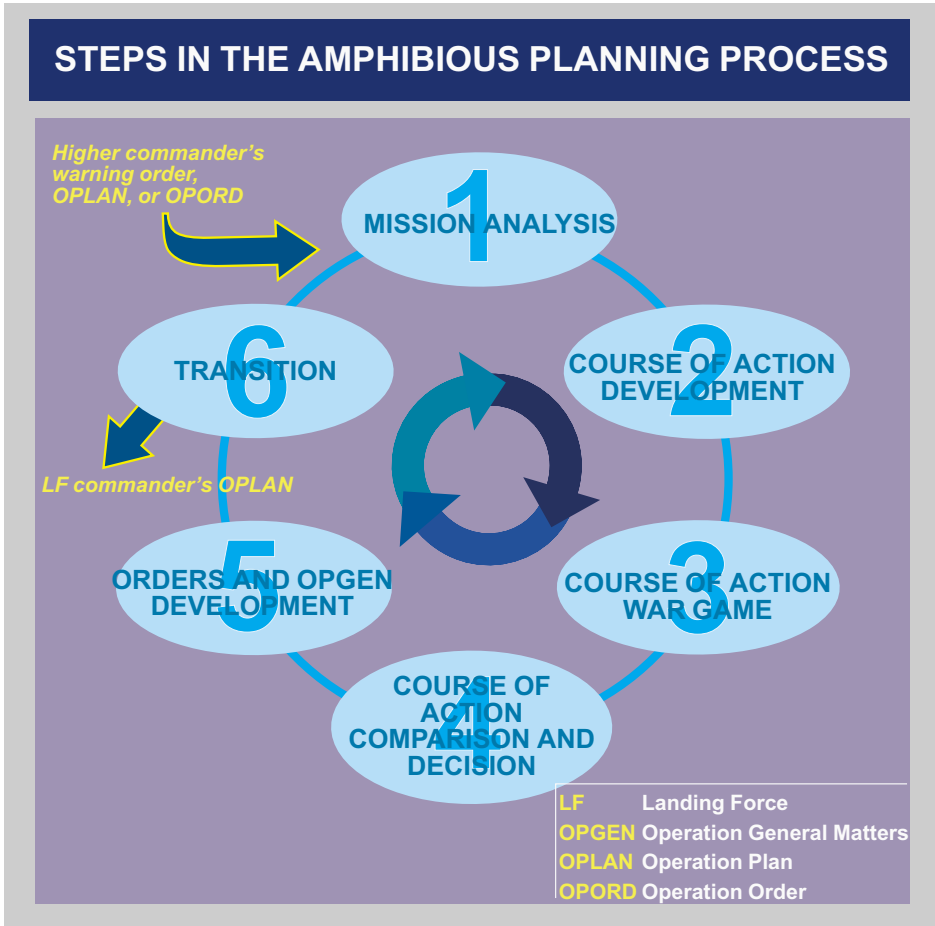 STEPS IN THE AMPHIBIOUS PLANNING PROCESS
Higher commander's
warning order,
OPLAN, or OPORD
1
MISSION ANALYSIS
2
COURSE OF ACTION
DEVELOPMENT
3
COURSE OF ACTION
WAR GAME
4
COURSE OF
ACTION
COMPARISON AND
DECISION
5
ORDERS AND OPGEN
DEVELOPMENT
6
TRANSITION
LF commander's OPLAN
LF Landing Force
OPGEN Operation General Matters
OPLAN Operation Plan
OPORD Operation Order